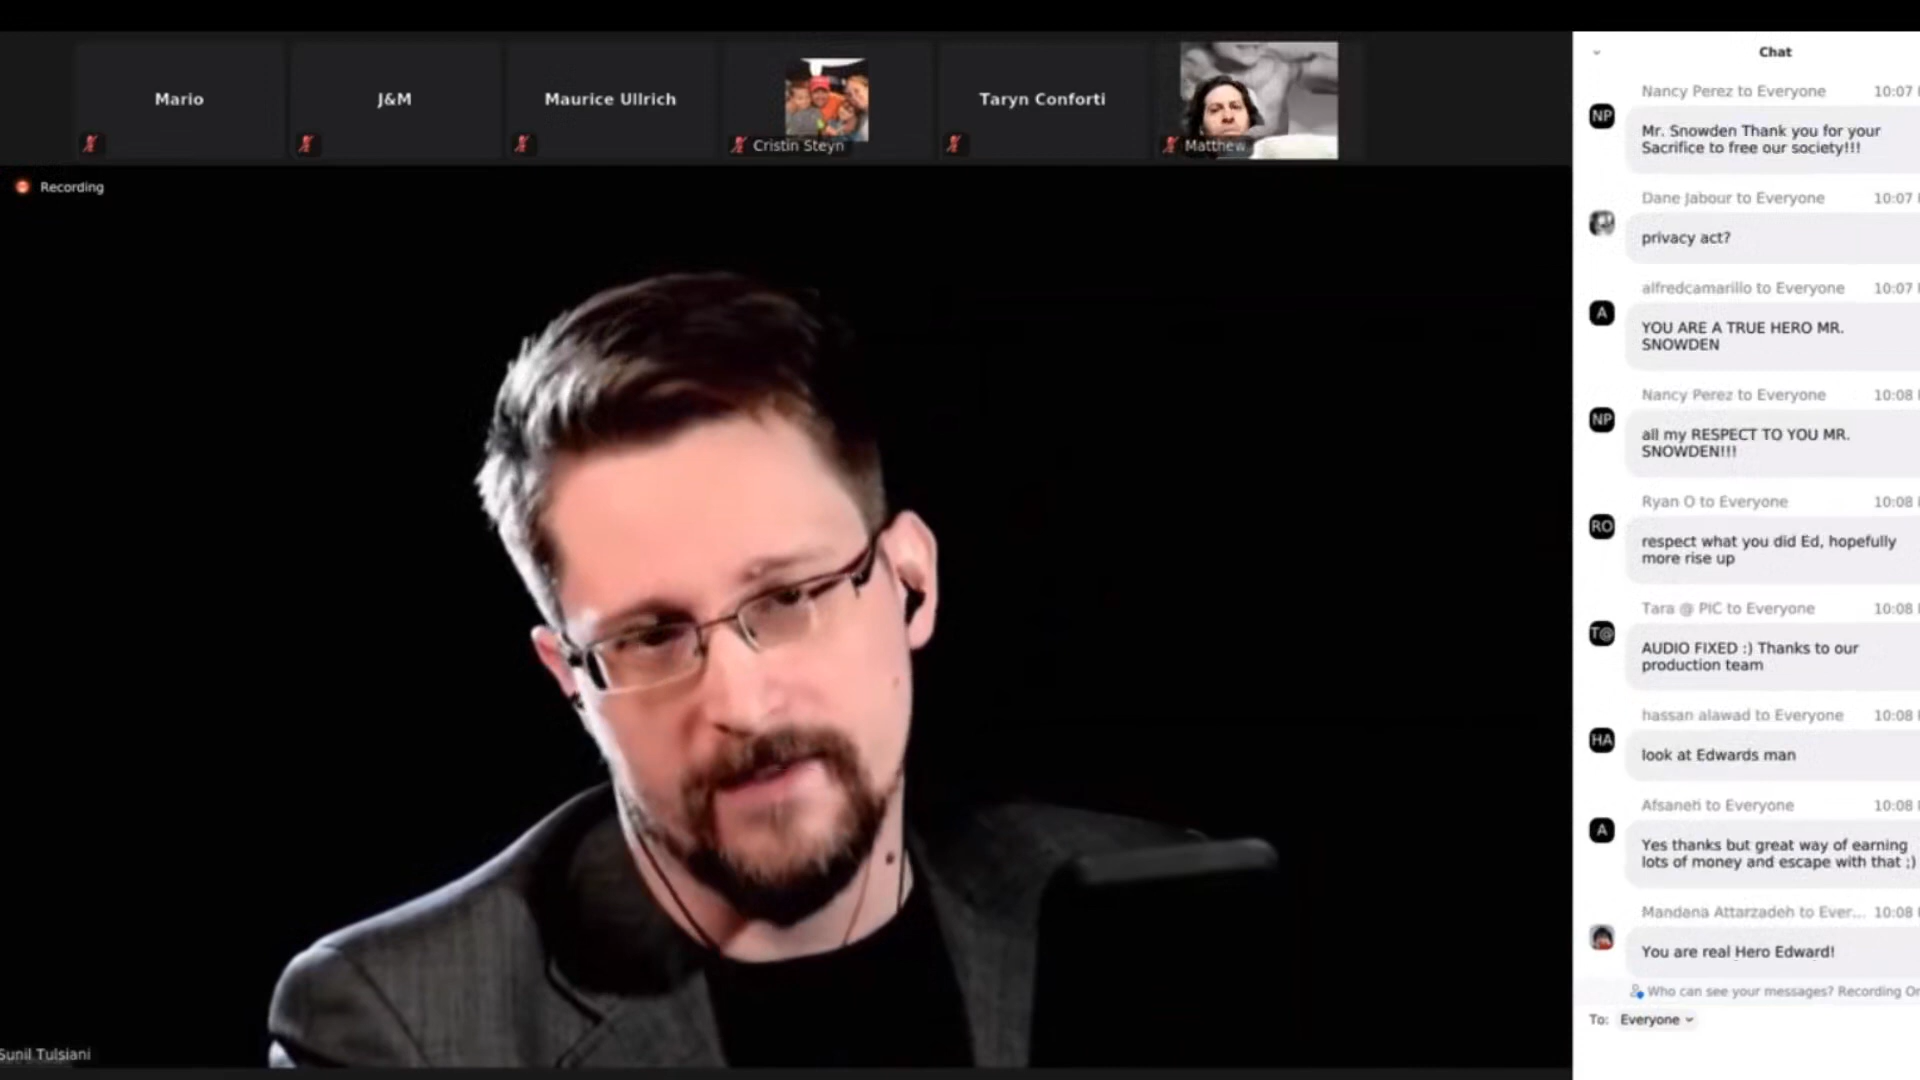 Mario
J&M
Maurice Ullrich
Cristin Steyn
Taryn Conforti
Matthew
Recording
Sunil Tulsiani
Chat
Nancy Perez to Everyone 10:07
NP
Mr. Snowden Thank you for your
Sacrifice to free our society!!!
Dane Jabour to Everyone 10:07
privacy act?
alfredcamarillo to Everyone 10:07
A
YOU ARE A TRUE HERO MR.
SNOWDEN
Nancy Perez to Everyone 10:08
NP
all my RESPECT TO YOU MR.
SNOWDEN!!!
Ryan O to Everyone 10:08
RO
respect what you did Ed, hopefully
more rise up
Tara @ PIC to Everyone 10:08
T@
AUDIO FIXED :) Thanks to our
production team
hassan alawad to Everyone 10:08
HA
look at Edwards man
Afsaneh to Everyone 10:08
A
Yes thanks but great way of earning
lots of money and escape with that ;)
Mandana Attarzadeh to Ever... 10:08
You are real Hero Edward!
Who can see your messages? Recording
To: Everyone